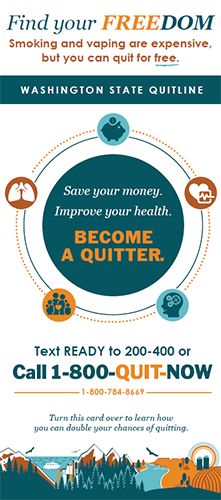 Find your FREEDOM
Smoking and vaping are expensive,
but you can quit for free.
WASHINGTON STATE QUITLINE
Save your money.
Improve your health.
BECOME
A QUITTER.
Text READY to 200-400 or
Call 1-800-QUIT-NOW
1-800-784-8669
Turn this card over to learn how
you can double your chances of quitting.